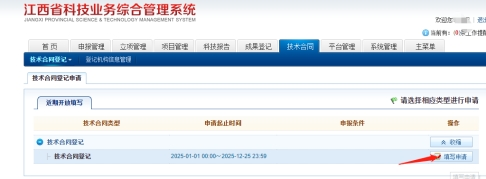 江西省科技业务综合管理系统
JIANGXI PROVINCIAL SCIENCE & TECHNOLOGY MANAGEMENT SYSTEM
欢迎您
当前有：
首 页 申报管理 立项管理 项目管理 科技报告 成果登记 技术合同 平台管理 系统管理 主菜单
技术合同登记 登记机构信息管理
技术合同登记申请
近期开放填写 请选择相应类型进行申请
技术合同类型 申请起止时间 申报条件 操作
技术合同登记 收缩
技术合同登记 2025-01-01 00:00～2025-12-25 23:59 填写申请